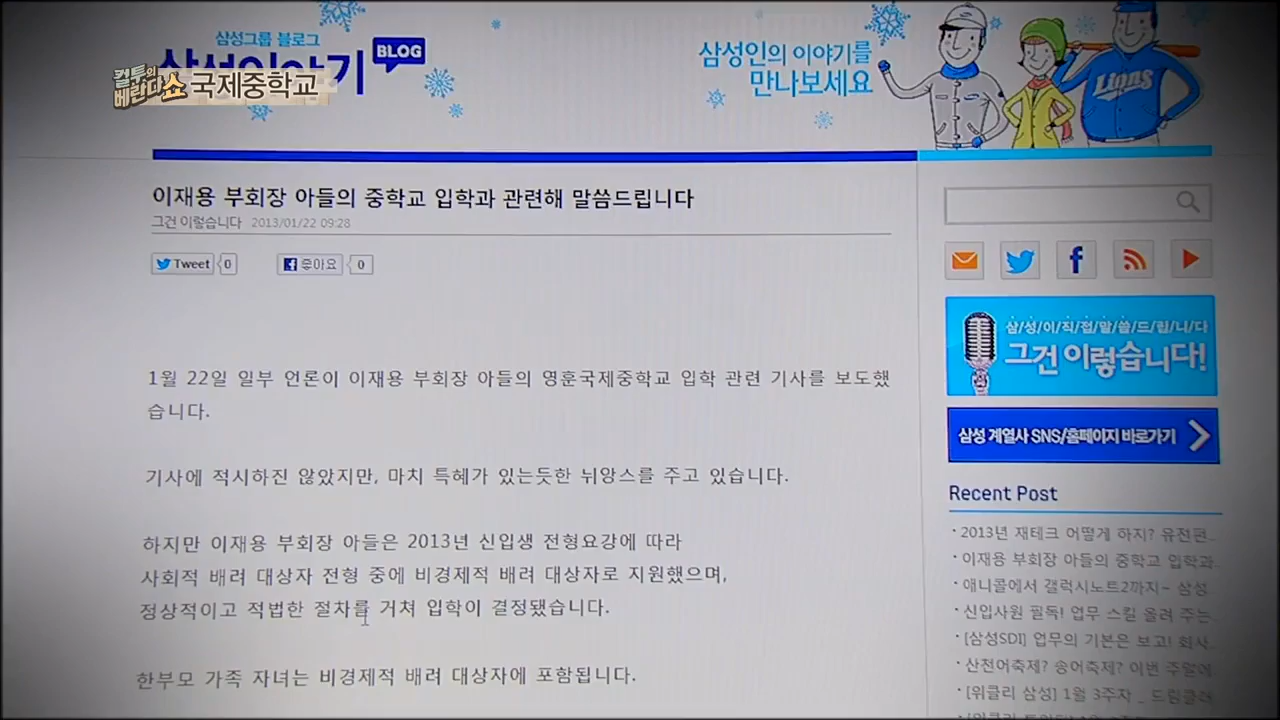 삼성그룹 블로그
삼성이야기
BLOG
컬투의
베란다쇼
국제중학교
삼성인의 이야기를
만나보세요
Lions
이재용 부회장 아들의 중학교 입학과 관련해 말씀드립니다
그건 이렇습니다 2013/01/22 09:28
Tweet 0
좋아요 0
1월 22일 일부 언론이 이재용 부회장 아들의 영훈국제중학교 입학 관련 기사를 보도했
습니다.
기사에 적시하진 않았지만, 마치 특혜가 있는듯한 뉘앙스를 주고 있습니다.
하지만 이재용 부회장 아들은 2013년 신입생 전형요강에 따라
사회적 배려 대상자 전형 중에 비경제적 배려 대상자로 지원했으며,
정상적이고 적법한 절차를 거쳐 입학이 결정됐습니다.
한부모 가족 자녀는 비경제적 배려 대상자에 포함됩니다.
삼/성/이/직/접/말/씀/드/립/니/다
그건 이렇습니다!
삼성 계열사 SNS/홈페이지 바로가기
Recent Post
2013년 재테크 어떻게 하지? 유전편..
이재용 부회장 아들의 중학교 입학과..
애니콜에서 갤럭시노트2까지~ 삼성
신입사원 필독! 업무 스킬 올려 주는..
[삼성SDI] 업무의 기본은 보고! 회사..
산천어축제? 송어축제? 이번 주말에
[위클리 삼성] 1월 3주차 _ 드림클래